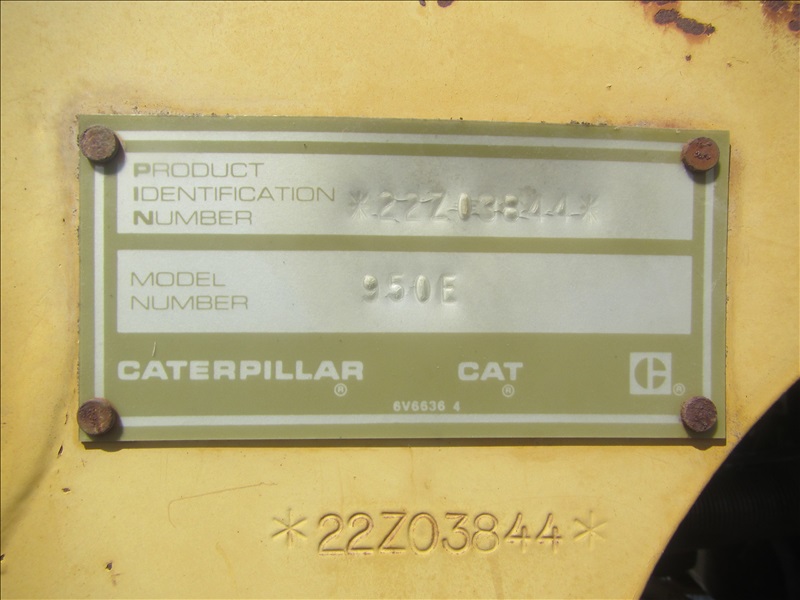 PRODUCT
IDENTIFICATION
NUMBER
*22Z03844*
MODEL
NUMBER
950E
CATERPILLAR ®
CAT ®
C ®
6V6636 4
*22Z03844*